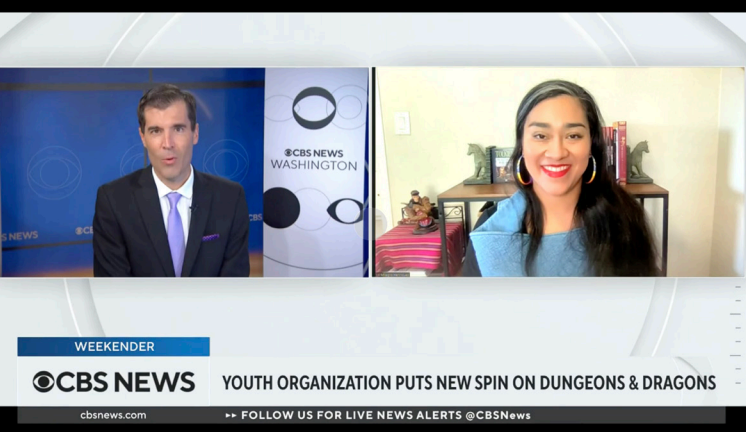 CBS NEWS
WASHINGTON
S NEWS
CBS
WEEKENDER
CBS NEWS
YOUTH ORGANIZATION PUTS NEW SPIN ON DUNGEONS & DRAGONS
cbsnews.com
FOLLOW US FOR LIVE NEWS ALERTS @CBSNews